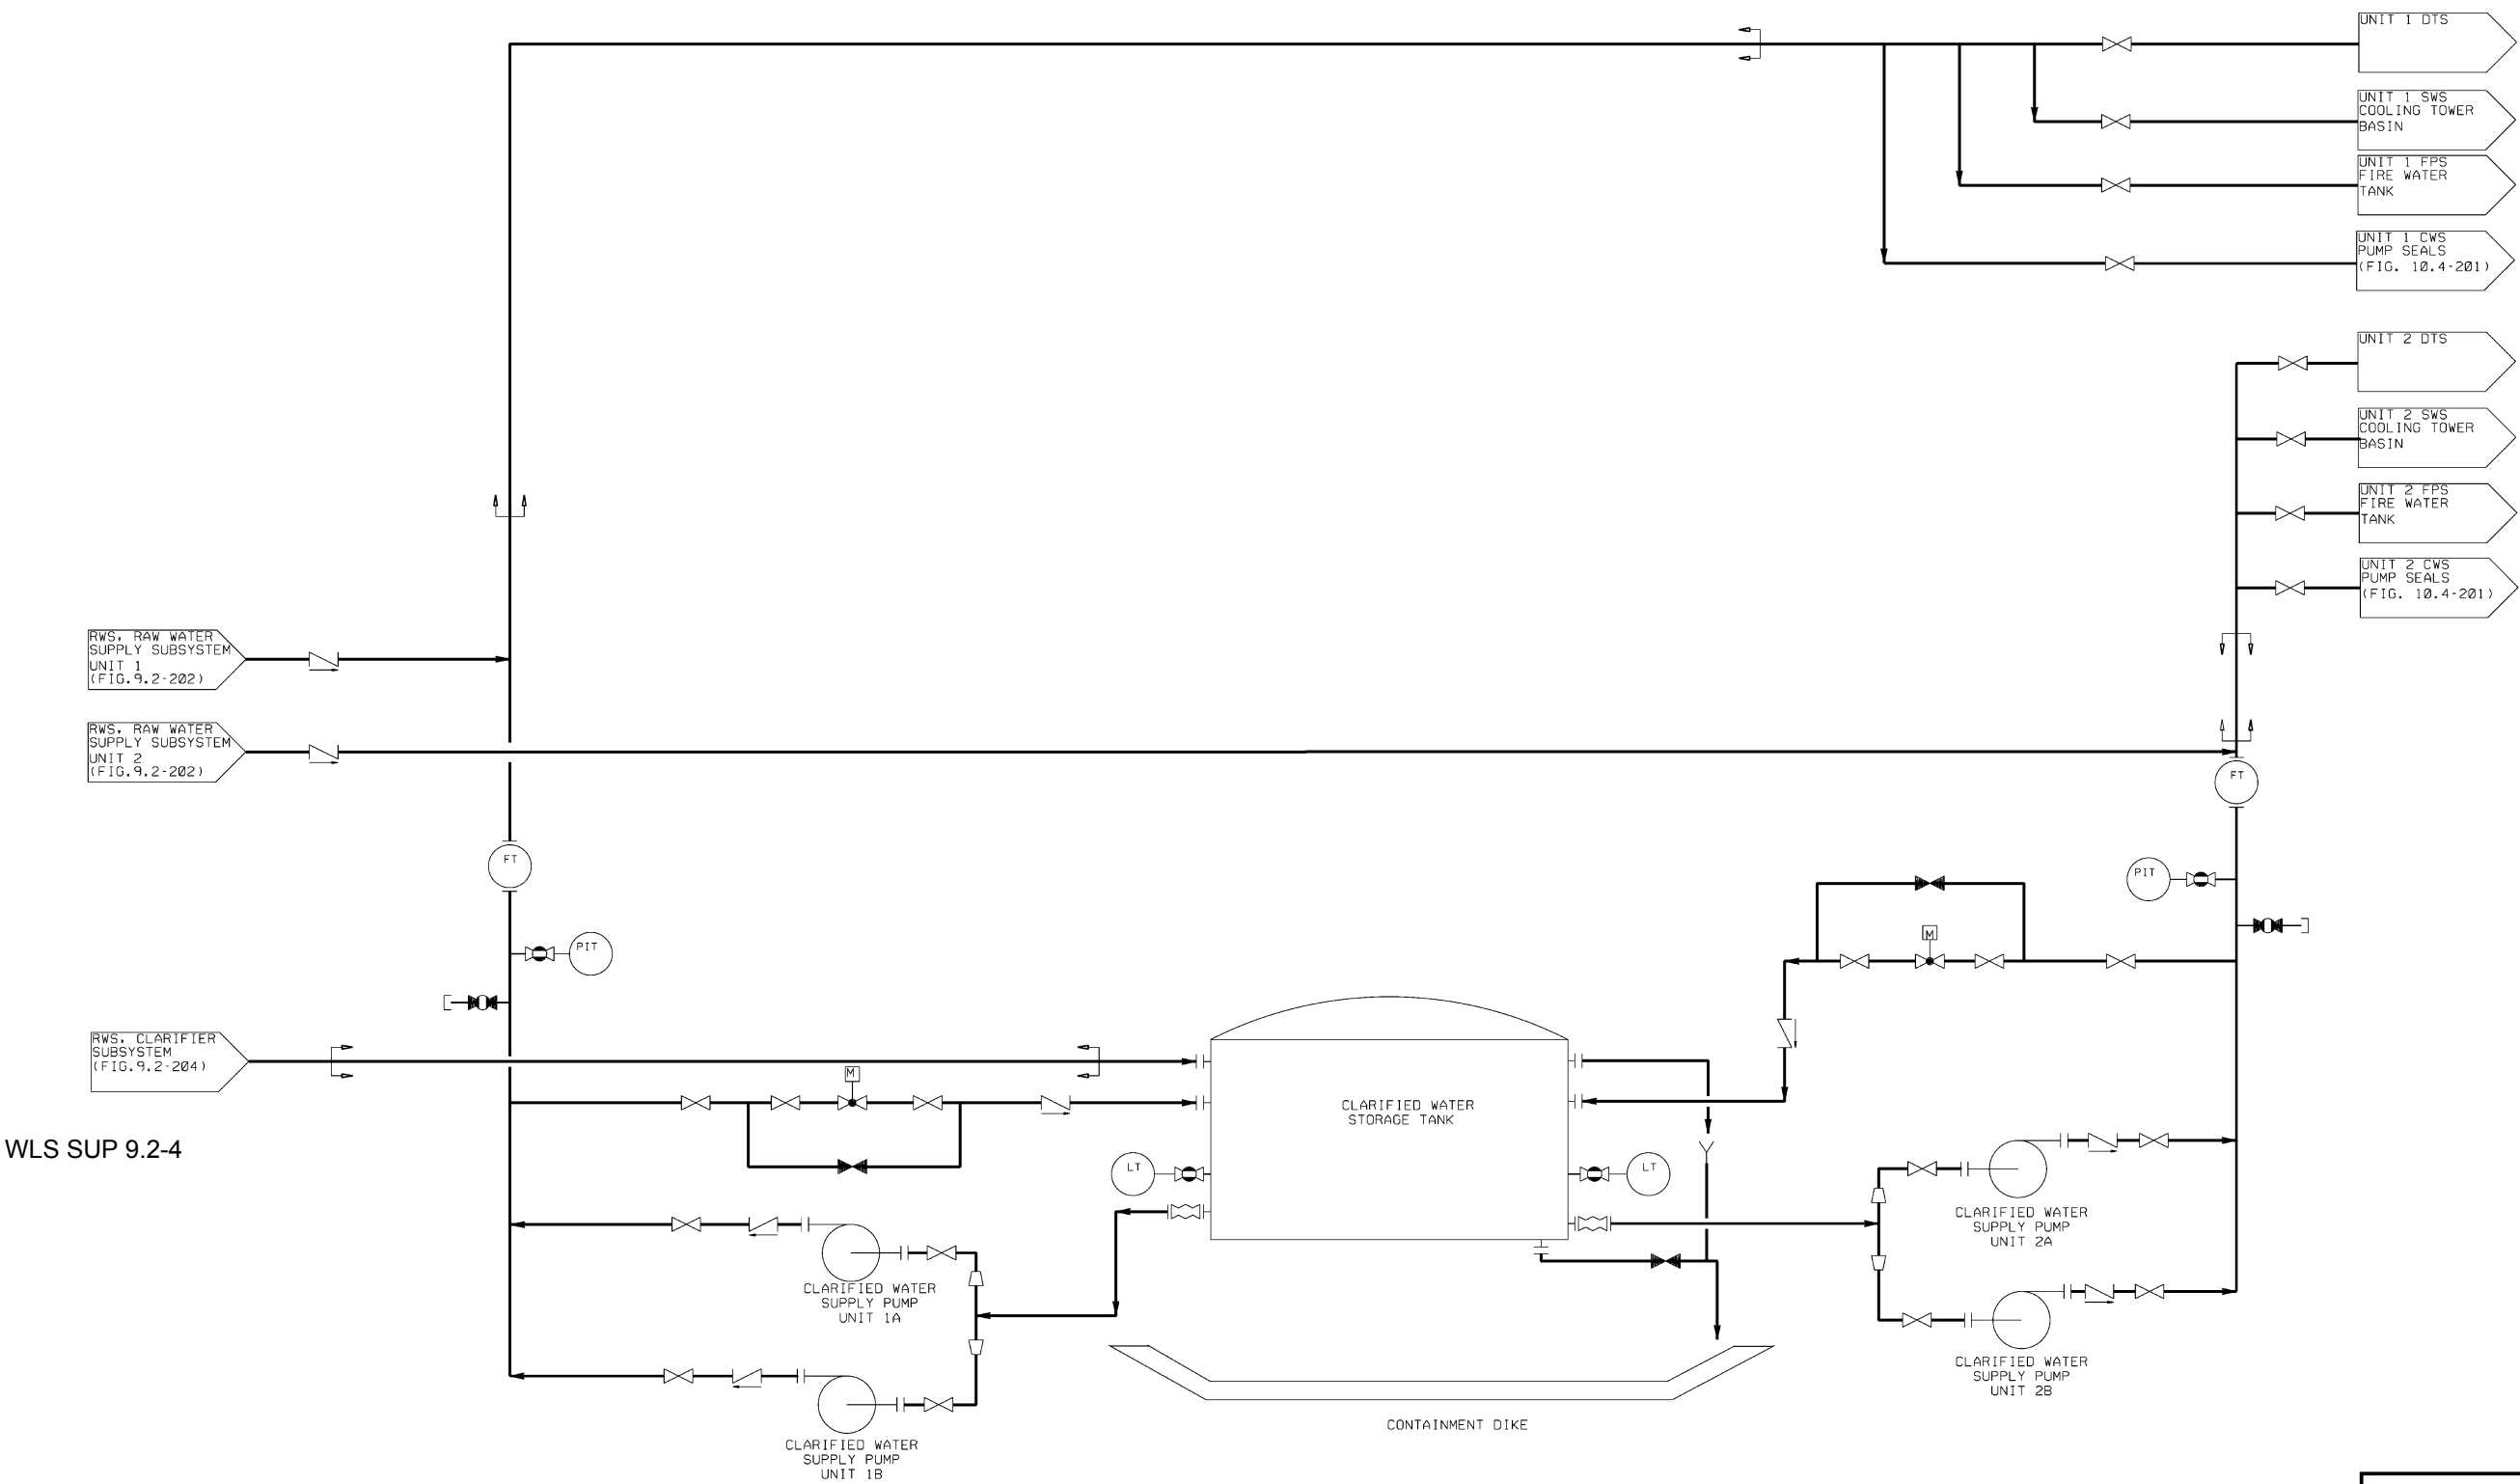 UNIT 1 DTS
UNIT 1 SWS
COOLING TOWER
BASIN
UNIT 1 FPS
FIRE WATER
TANK
UNIT 1 CWS
PUMP SEALS
(FIG. 10.4-201)
UNIT 2 DTS
UNIT 2 SWS
COOLING TOWER
BASIN
UNIT 2 FPS
FIRE WATER
TANK
UNIT 2 CWS
PUMP SEALS
(FIG. 10.4-201)
RWS, RAW WATER
SUPPLY SUBSYSTEM
UNIT 1
(FIG.9.2-202)
RWS, RAW WATER
SUPPLY SUBSYSTEM
UNIT 2
(FIG.9.2-202)
FT
FT
PIT
PIT
M
RWS, CLARIFIER
SUBSYSTEM
(FIG.9.2-204)
M
CLARIFIED WATER
STORAGE TANK
WLS SUP 9.2-4
LT
LT
CLARIFIED WATER
SUPPLY PUMP
UNIT 2A
CLARIFIED WATER
SUPPLY PUMP
UNIT 1A
CLARIFIED WATER
SUPPLY PUMP
UNIT 2B
CONTAINMENT DIKE
CLARIFIED WATER
SUPPLY PUMP
UNIT 1B